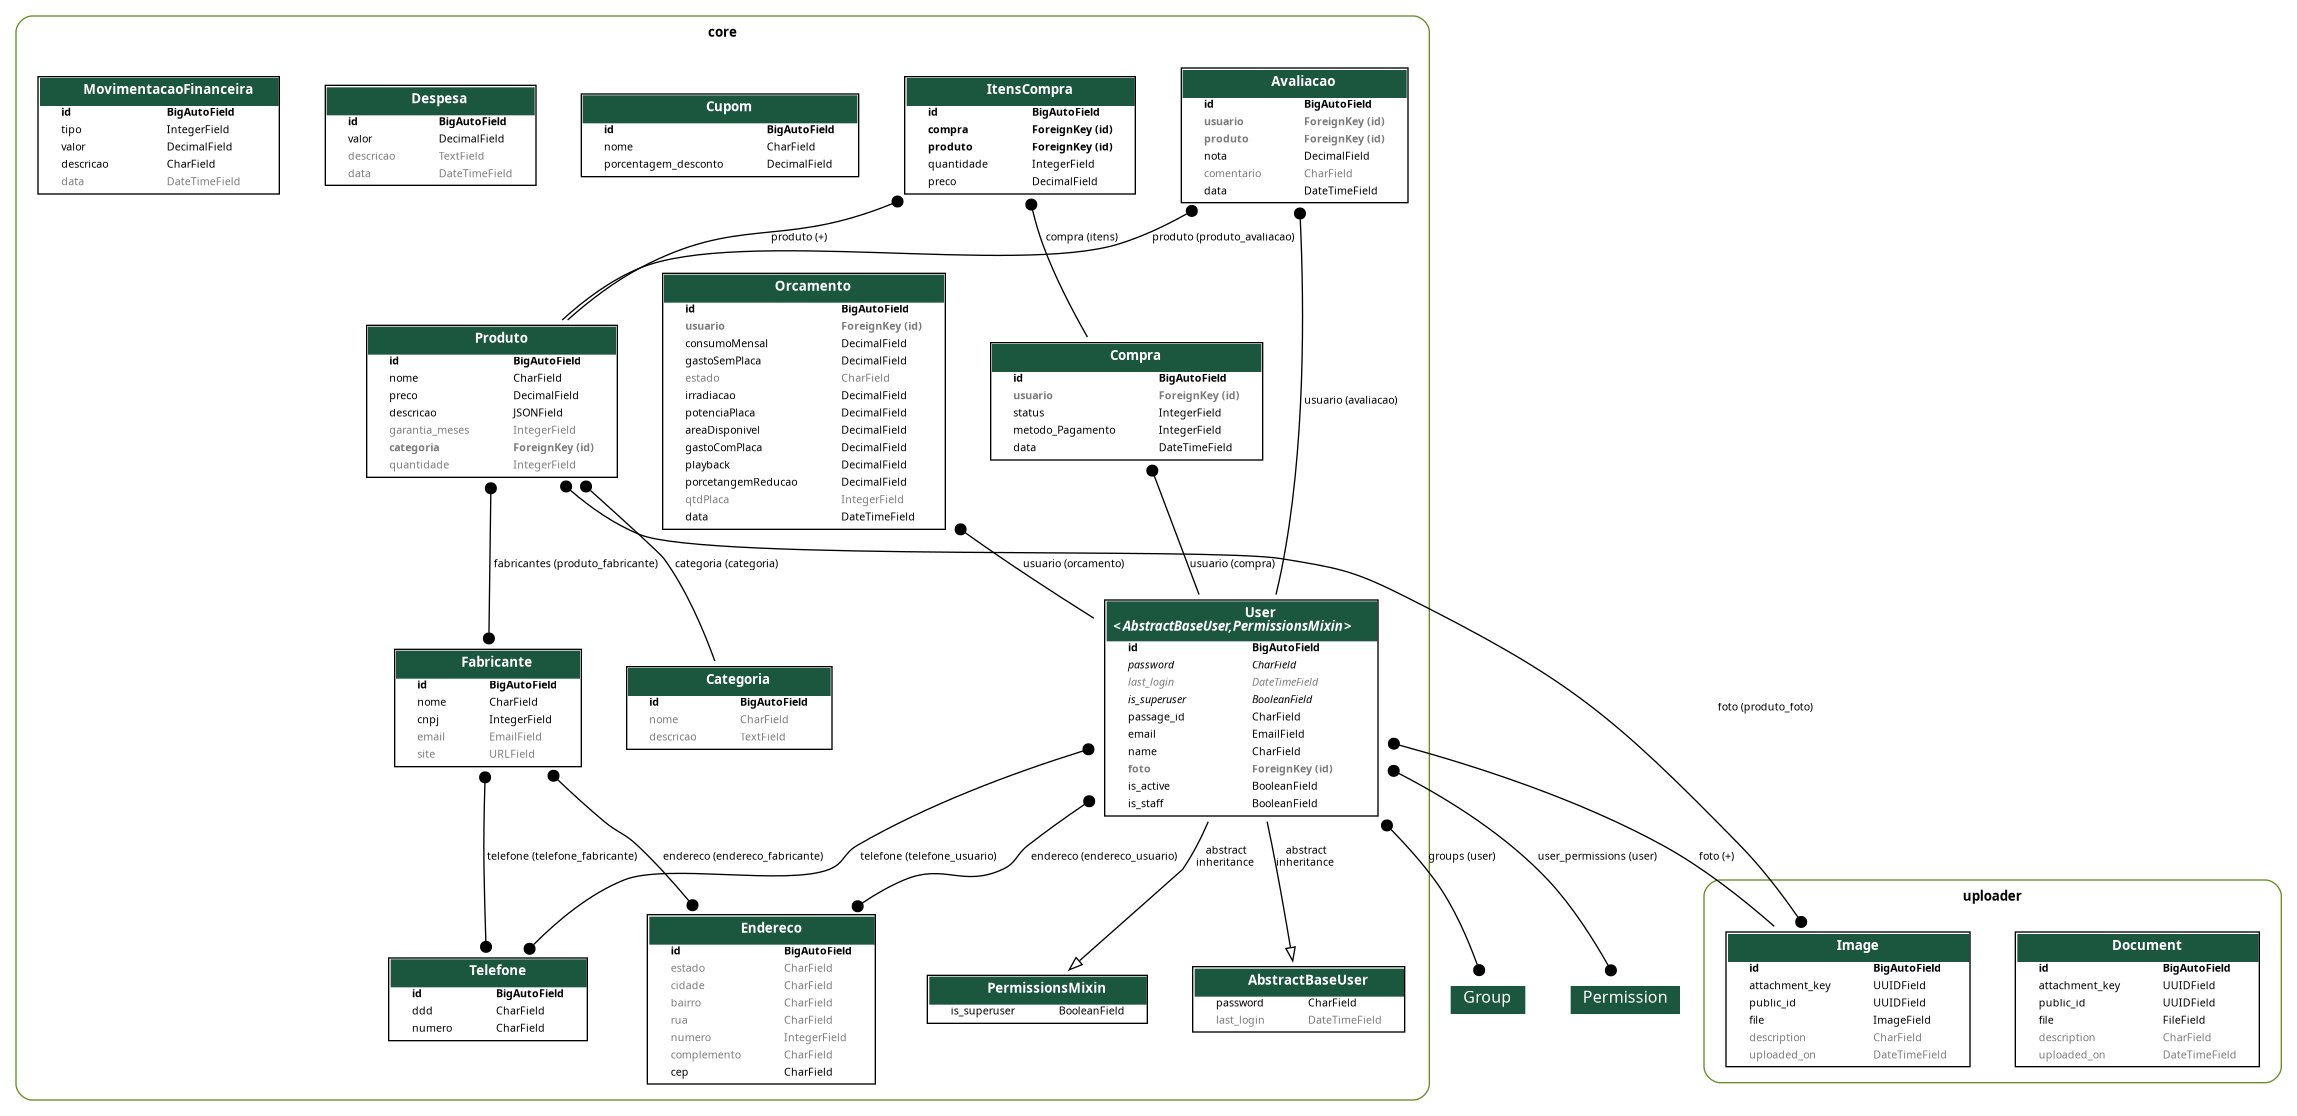 core
MovimentacaoFinanceira
id BigAutoField
tipo IntegerField
valor DecimalField
descricao CharField
data DateTimeField
Despesa
id BigAutoField
valor DecimalField
descricao TextField
data DateTimeField
Cupom
id BigAutoField
nome CharField
porcentagem_desconto DecimalField
ItensCompra
id BigAutoField
compra ForeignKey (id)
produto ForeignKey (id)
quantidade IntegerField
preco DecimalField
Avaliacao
id BigAutoField
usuario ForeignKey (id)
produto ForeignKey (id)
nota DecimalField
comentario CharField
data DateTimeField
produto (+)
compra (itens)
produto (produto_avaliacao)
Produto
id BigAutoField
nome CharField
preco DecimalField
descricao JSONField
garantia_meses IntegerField
categoria ForeignKey (id)
quantidade IntegerField
Orcamento
id BigAutoField
usuario ForeignKey (id)
consumoMensal DecimalField
gastoSemPlaca DecimalField
estado CharField
irradiacao DecimalField
potenciaPlaca DecimalField
areaDisponivel DecimalField
gastoComPlaca DecimalField
playback DecimalField
porcetangemReducao DecimalField
qtdPlaca IntegerField
data DateTimeField
Compra
id BigAutoField
usuario ForeignKey (id)
status IntegerField
metodo_Pagamento IntegerField
data DateTimeField
usuario (avaliacao)
fabricantes (produto_fabricante)
categoria (categoria)
usuario (orcamento)
usuario (compra)
Fabricante
id BigAutoField
nome CharField
cnpj IntegerField
email EmailField
site URLField
Categoria
id BigAutoField
nome CharField
descricao TextField
User
<AbstractBaseUser,PermissionsMixin>
id BigAutoField
password CharField
last_login DateTimeField
is_superuser BooleanField
passage_id CharField
email EmailField
name CharField
foto ForeignKey (id)
is_active BooleanField
is_staff BooleanField
foto (produto_foto)
telefone (telefone_fabricante)
endereco (endereco_fabricante)
telefone (telefone_usuario)
endereco (endereco_usuario)
abstract
inheritance
abstract
inheritance
groups (user)
user_permissions (user)
foto (+)
Telefone
id BigAutoField
ddd CharField
numero CharField
Endereco
id BigAutoField
estado CharField
cidade CharField
bairro CharField
rua CharField
numero IntegerField
complemento CharField
cep CharField
PermissionsMixin
is_superuser BooleanField
AbstractBaseUser
password CharField
last_login DateTimeField
Group
Permission
uploader
Image
id BigAutoField
attachment_key UUIDField
public_id UUIDField
file ImageField
description CharField
uploaded_on DateTimeField
Document
id BigAutoField
attachment_key UUIDField
public_id UUIDField
file FileField
description CharField
uploaded_on DateTimeField